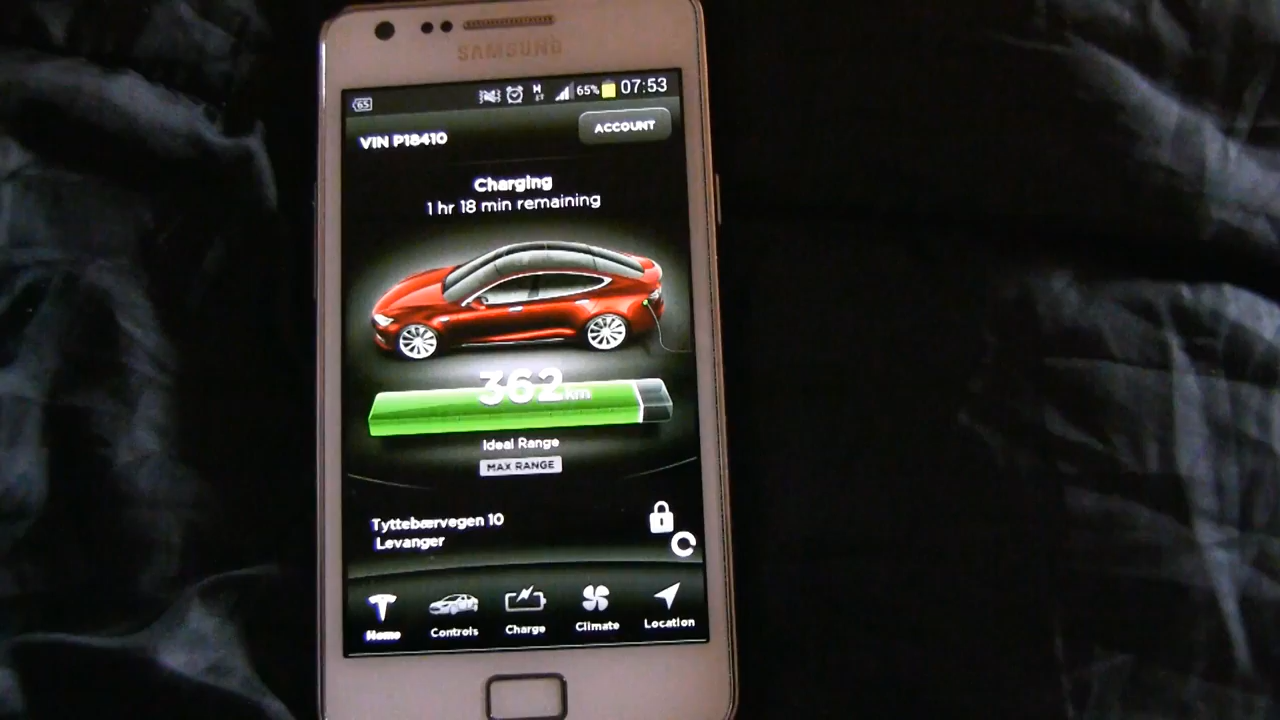 SAMSUNG
65 65% 07:53
VIN P18410 ACCOUNT
Charging
1 hr 18 min remaining
362 km
Ideal Range
MAX RANGE
Tyttebærvegen 10
Levanger
Home Controls Charge Climate Location